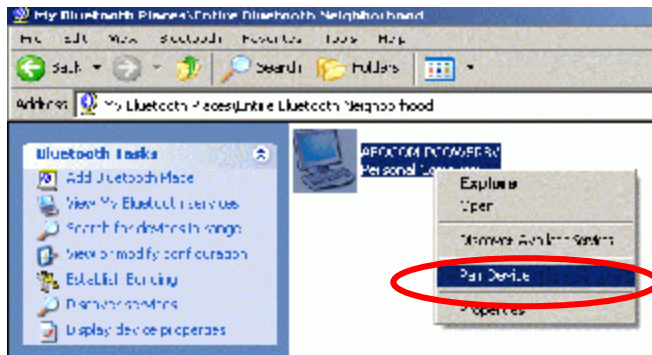 My Bluetooth Places\Entire Bluetooth Neighborhood
File Edit View Bluetooth Favorites Tools Help
Back Search Folders
Address My Bluetooth Places\Entire Bluetooth Neighborhood
Bluetooth Tasks
Add Bluetooth Place
View My Bluetooth services
Search for devices in range
View or modify configuration
Establish Bonding
Discover services
Display device properties
Personal Computer
Explore
Open
Discover Available Services
Pair Device
Properties